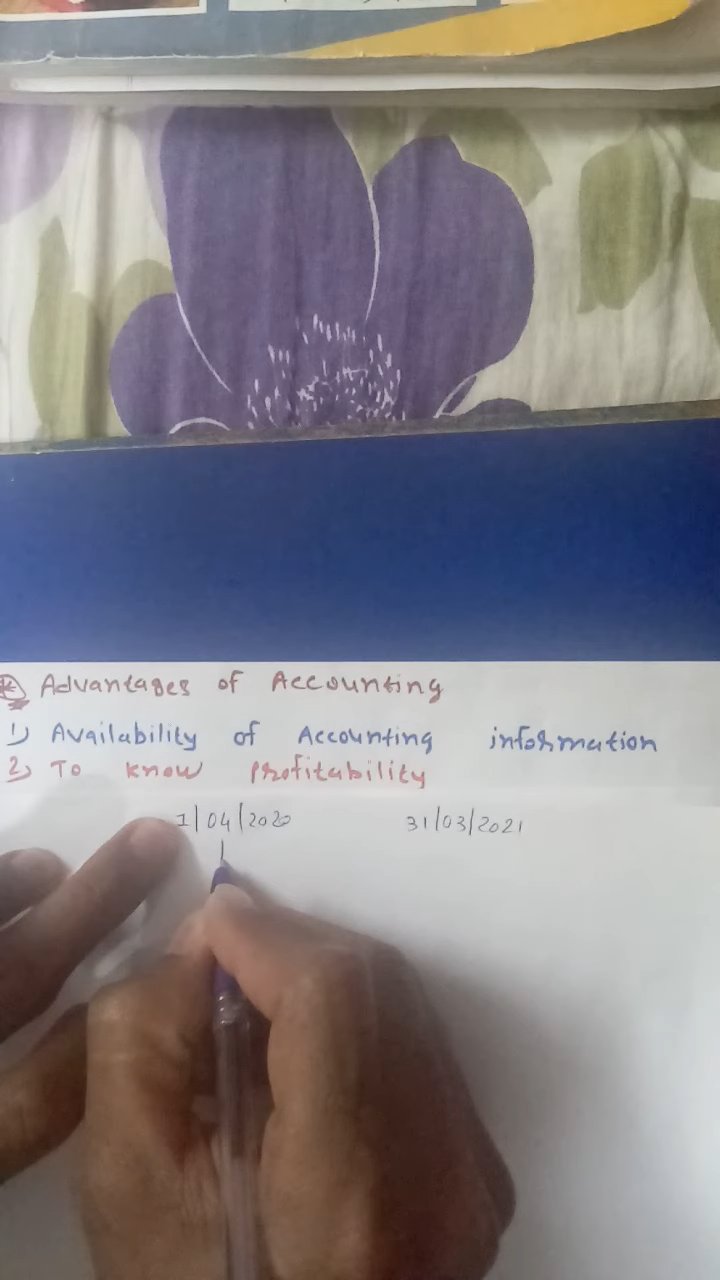 Advantages of Accounting
1) Availability of Accounting information
2) To know profitability
1/04/2020 31/03/2021